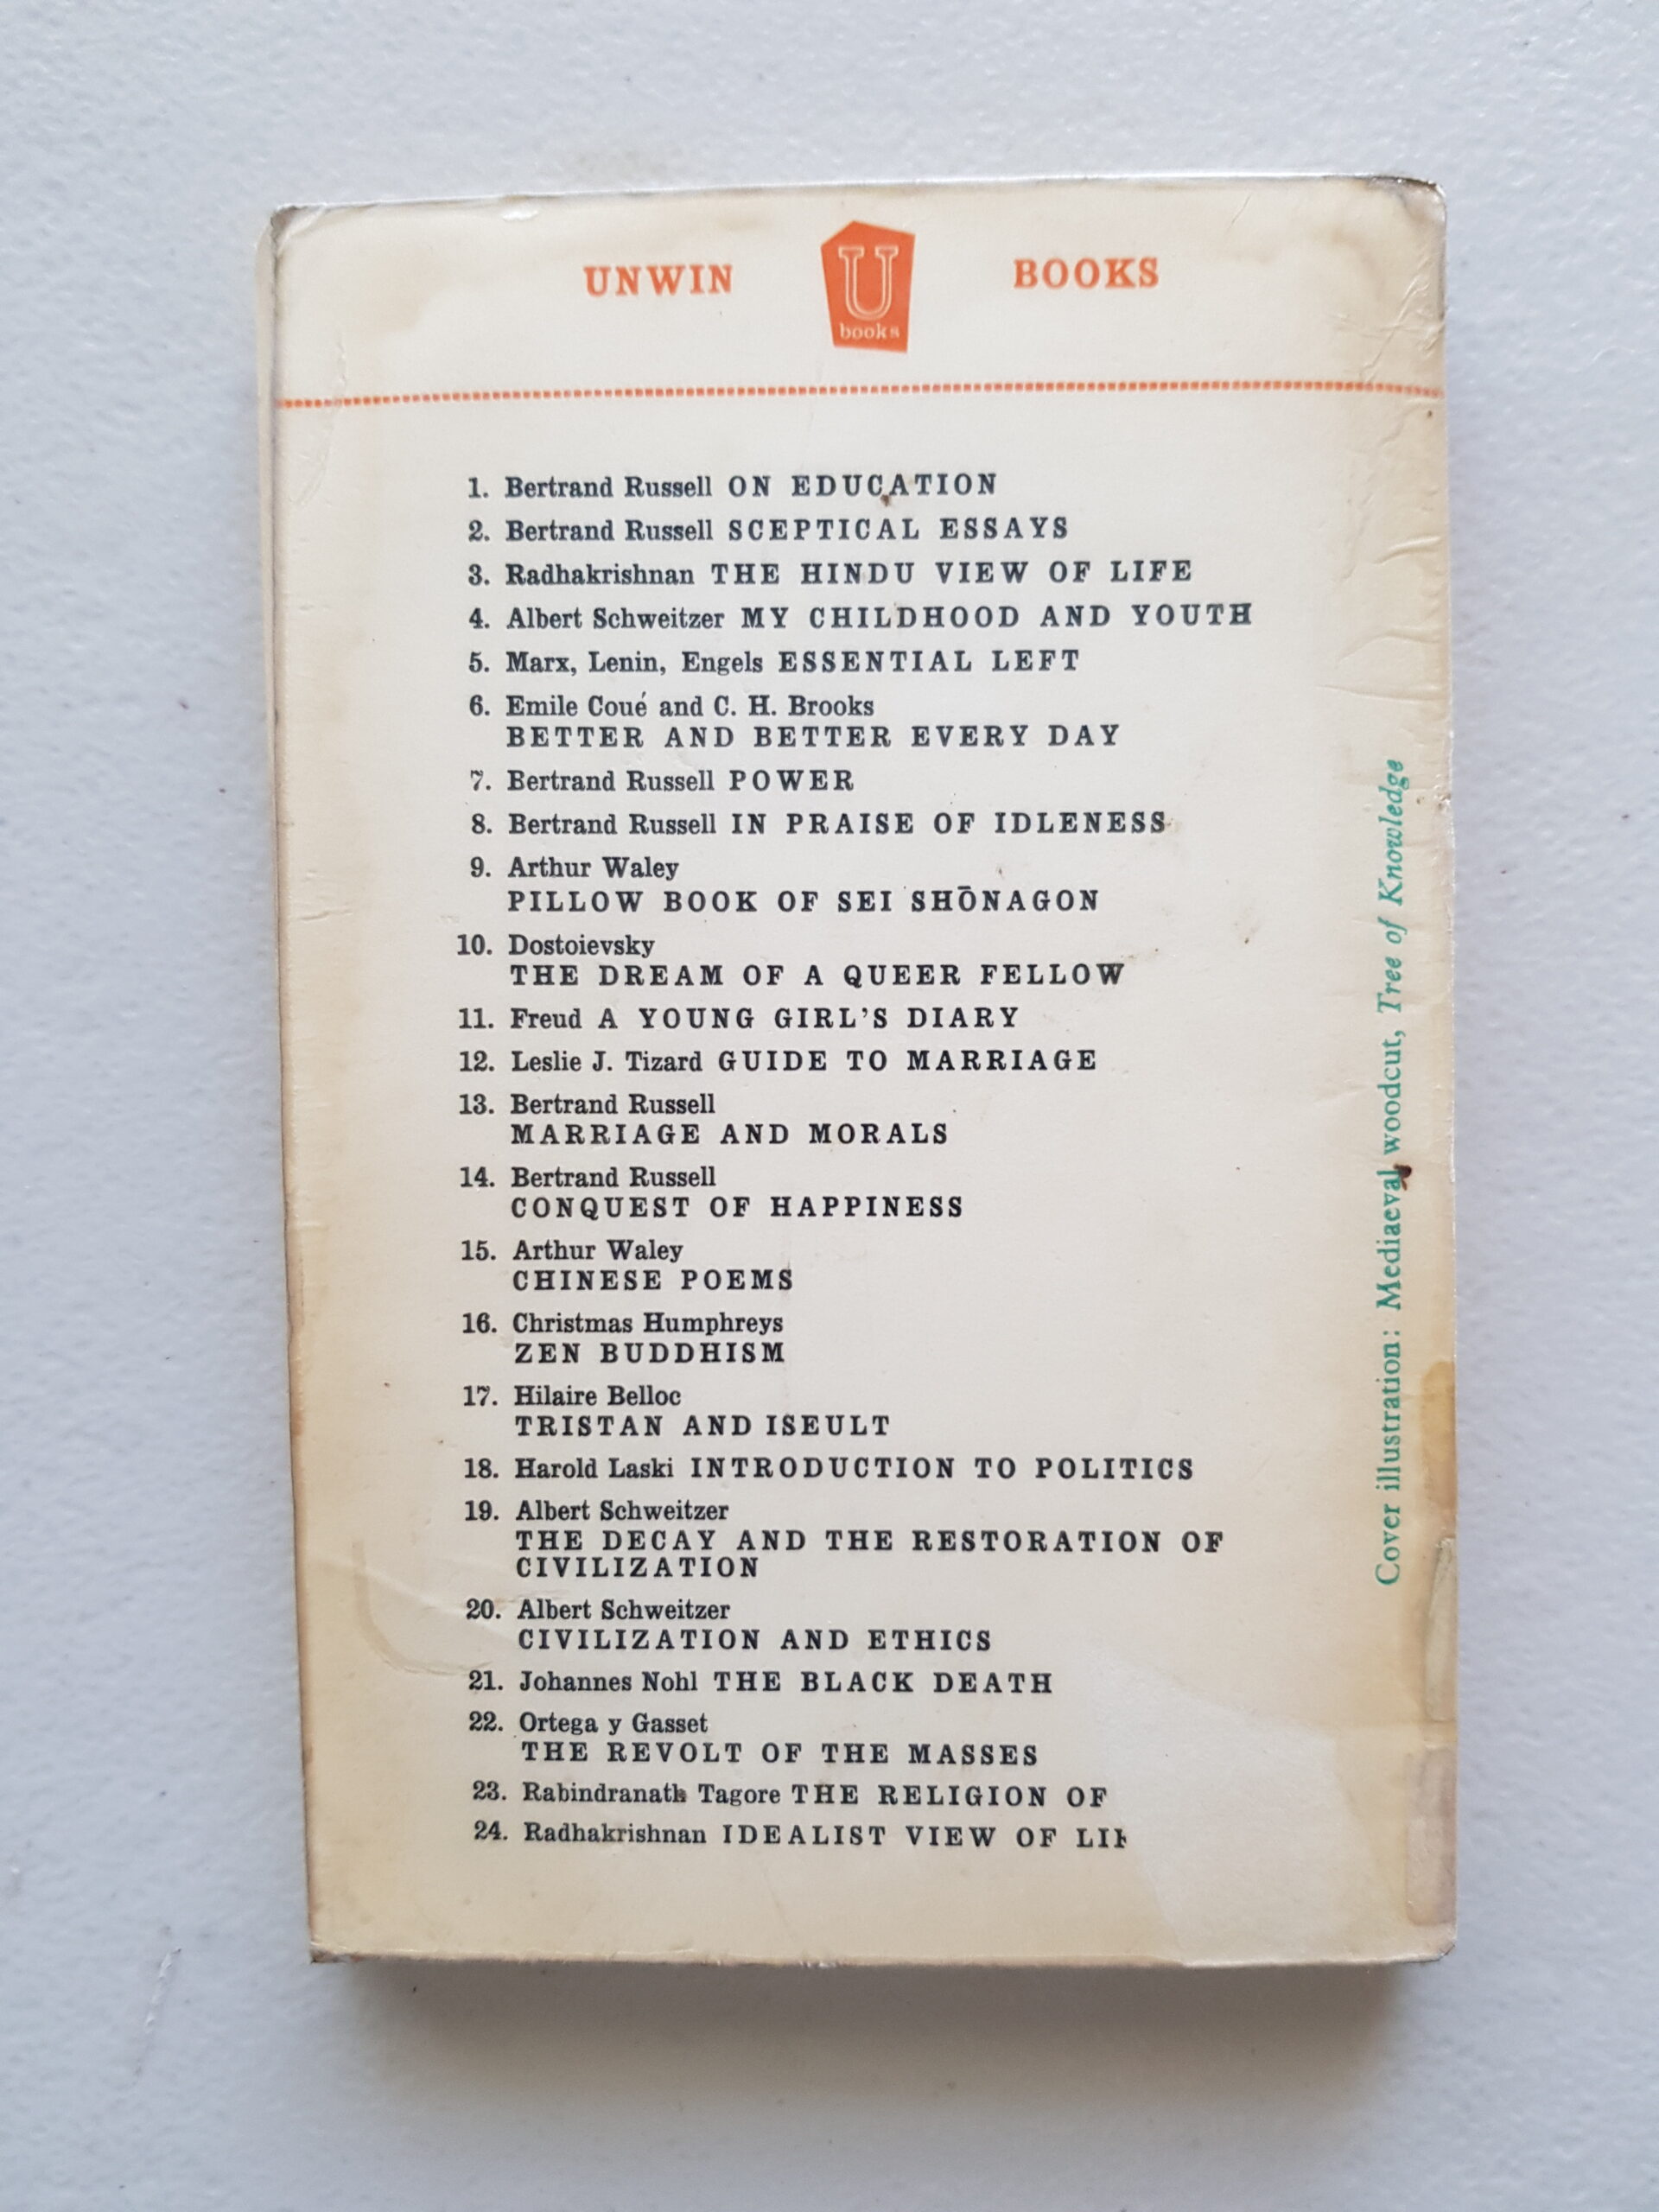 UNWIN U books BOOKS
1. Bertrand Russell ON EDUCATION
2. Bertrand Russell SCEPTICAL ESSAYS
3. Radhakrishnan THE HINDU VIEW OF LIFE
4. Albert Schweitzer MY CHILDHOOD AND YOUTH
5. Marx, Lenin, Engels ESSENTIAL LEFT
6. Emile Coué and C. H. Brooks
BETTER AND BETTER EVERY DAY
7. Bertrand Russell POWER
8. Bertrand Russell IN PRAISE OF IDLENESS
9. Arthur Waley
PILLOW BOOK OF SEI SHŌNAGON
10. Dostoievsky
THE DREAM OF A QUEER FELLOW
11. Freud A YOUNG GIRL'S DIARY
12. Leslie J. Tizard GUIDE TO MARRIAGE
13. Bertrand Russell
MARRIAGE AND MORALS
14. Bertrand Russell
CONQUEST OF HAPPINESS
15. Arthur Waley
CHINESE POEMS
16. Christmas Humphreys
ZEN BUDDHISM
17. Hilaire Belloc
TRISTAN AND ISEULT
18. Harold Laski INTRODUCTION TO POLITICS
19. Albert Schweitzer
THE DECAY AND THE RESTORATION OF
CIVILIZATION
20. Albert Schweitzer
CIVILIZATION AND ETHICS
21. Johannes Nohl THE BLACK DEATH
22. Ortega y Gasset
THE REVOLT OF THE MASSES
23. Rabindranath Tagore THE RELIGION OF
24. Radhakrishnan IDEALIST VIEW OF
Cover illustration: Mediaeval woodcut, Tree of Knowledge